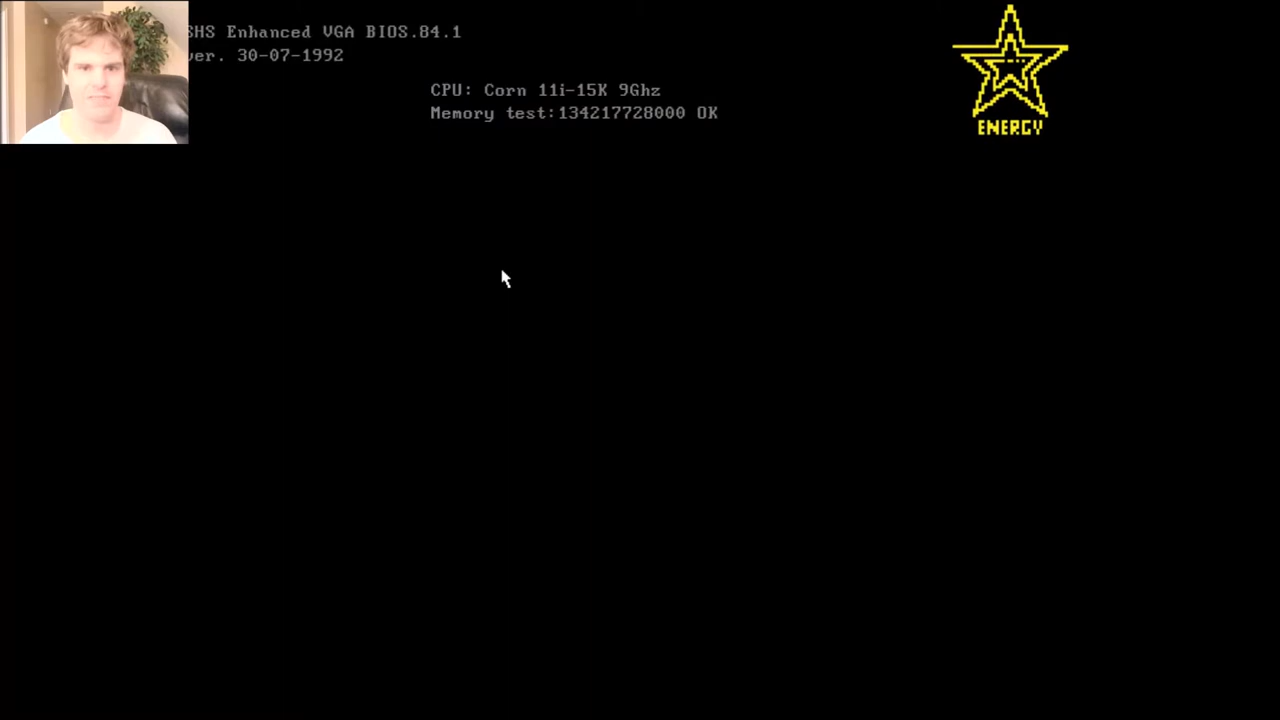 SHS Enhanced VGA BIOS.84.1
ver. 30-07-1992
CPU: Corn 11i-15K 9Ghz
Memory test:134217728000 OK
ENERGY